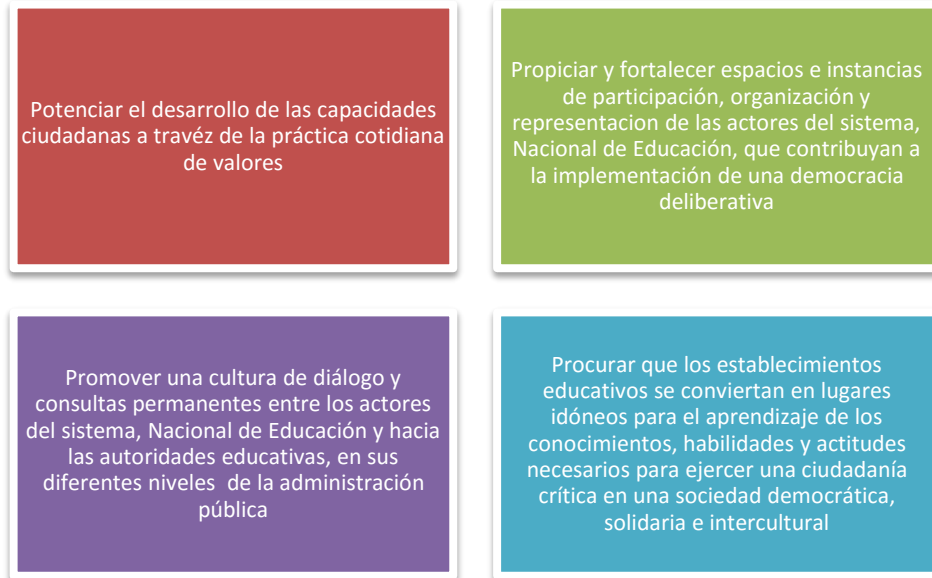 Potenciar el desarrollo de las capacidades
ciudadanas a travéz de la práctica cotidiana
de valores
Propiciar y fortalecer espacios e instancias
de participación, organización y
representacion de las actores del sistema,
Nacional de Educación, que contribuyan a
la implementación de una democracia
deliberativa
Promover una cultura de diálogo y
consultas permanentes entre los actores
del sistema, Nacional de Educación y hacia
las autoridades educativas, en sus
diferentes niveles de la administración
pública
Procurar que los establecimientos
educativos se conviertan en lugares
idóneos para el aprendizaje de los
conocimientos, habilidades y actitudes
necesarios para ejercer una ciudadanía
crítica en una sociedad democrática,
solidaria e intercultural